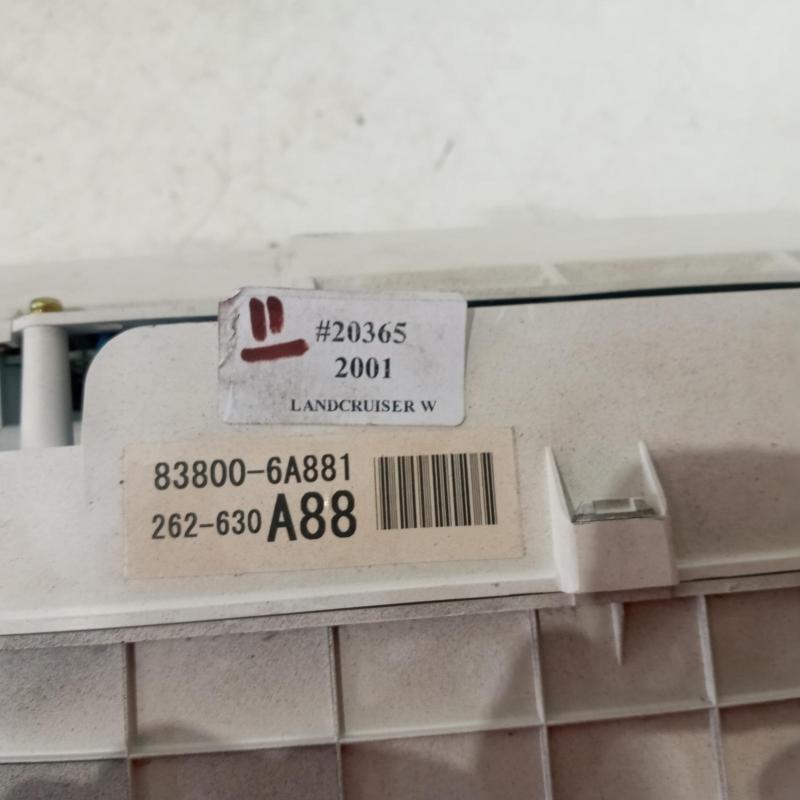 #20365
2001
LANDCRUISER W
83800-6A881
262-630 A88